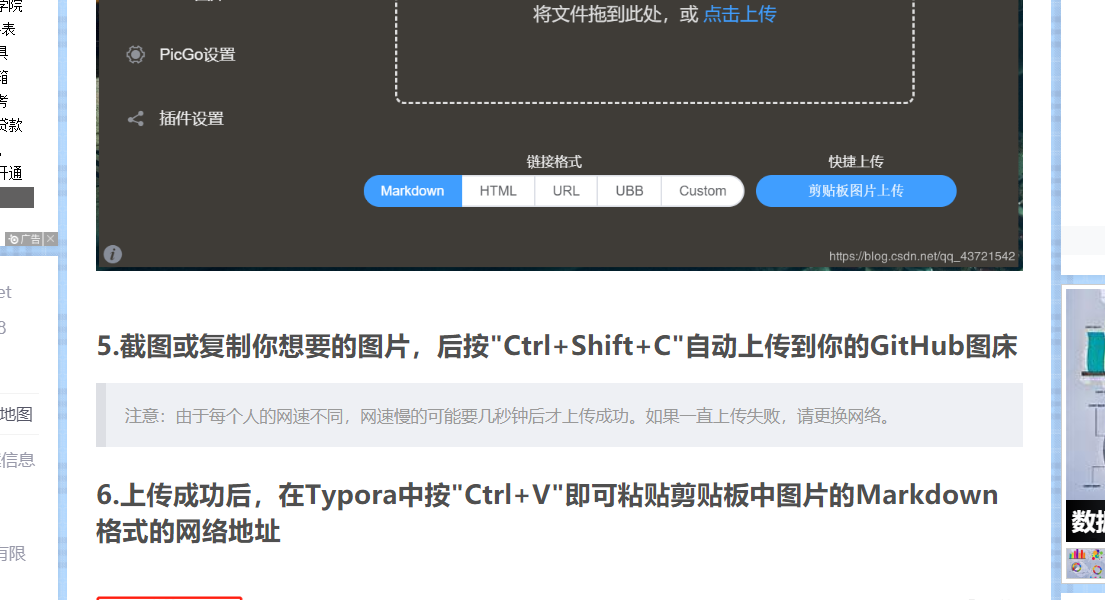 学院
表
具
箱
考
贷款
开通
广告
et
8
地图
信息
有限
将文件拖到此处，或 点击上传
PicGo设置
插件设置
链接格式
快捷上传
Markdown HTML URL UBB Custom
剪贴板图片上传
https://blog.csdn.net/qq_43721542
5.截图或复制你想要的图片，后按"Ctrl+Shift+C"自动上传到你的GitHub图床
注意：由于每个人的网速不同，网速慢的可能要几秒钟后才上传成功。如果一直上传失败，请更换网络。
6.上传成功后，在Typora中按"Ctrl+V"即可粘贴剪贴板中图片的Markdown
格式的网络地址
数据